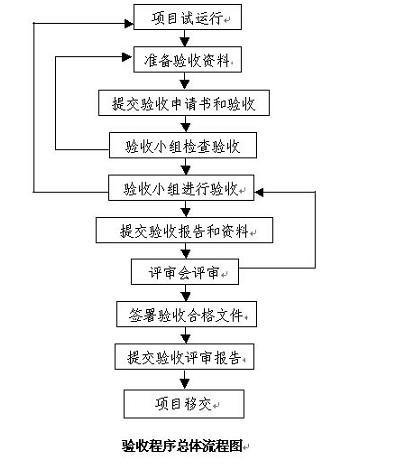 项目试运行
准备验收资料
提交验收申请书和验收
验收小组检查验收
验收小组进行验收
提交验收报告和资料
评审会评审
签署验收合格文件
提交验收评审报告
项目移交
验收程序总体流程图